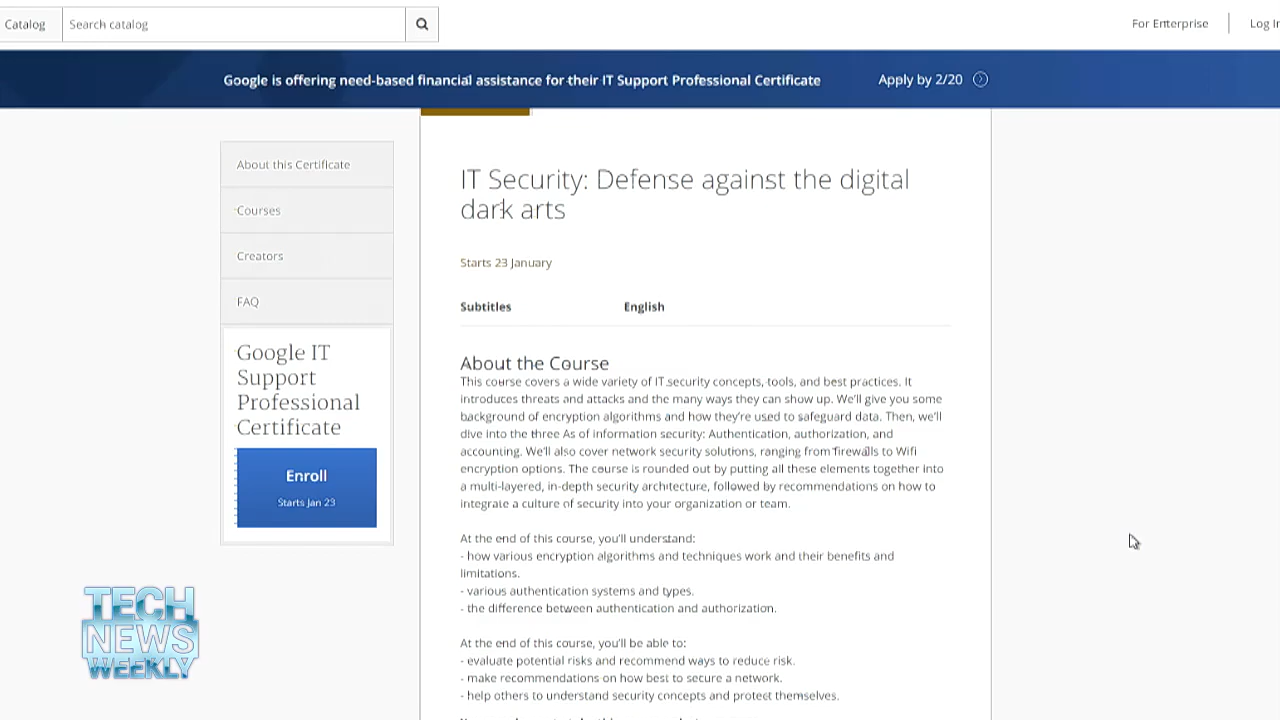 Catalog
Search catalog
For Enterprise
Log In
Google is offering need-based financial assistance for their IT Support Professional Certificate
Apply by 2/20
About this Certificate
Courses
Creators
FAQ
Google IT
Support
Professional
Certificate
Enroll
Starts Jan 23
IT Security: Defense against the digital
dark arts
Starts 23 January
Subtitles English
About the Course
This course covers a wide variety of IT security concepts, tools, and best practices. It
introduces threats and attacks and the many ways they can show up. We'll give you some
background of encryption algorithms and how they're used to safeguard data. Then, we'll
dive into the three As of information security: Authentication, authorization, and
accounting. We'll also cover network security solutions, ranging from firewalls to Wifi
encryption options. The course is rounded out by putting all these elements together into
a multi-layered, in-depth security architecture, followed by recommendations on how to
integrate a culture of security into your organization or team.
At the end of this course, you'll understand:
- how various encryption algorithms and techniques work and their benefits and
limitations.
- various authentication systems and types.
- the difference between authentication and authorization.
At the end of this course, you'll be able to:
- evaluate potential risks and recommend ways to reduce risk.
- make recommendations on how best to secure a network.
- help others to understand security concepts and protect themselves.
TECH
NEWS
WEEKLY